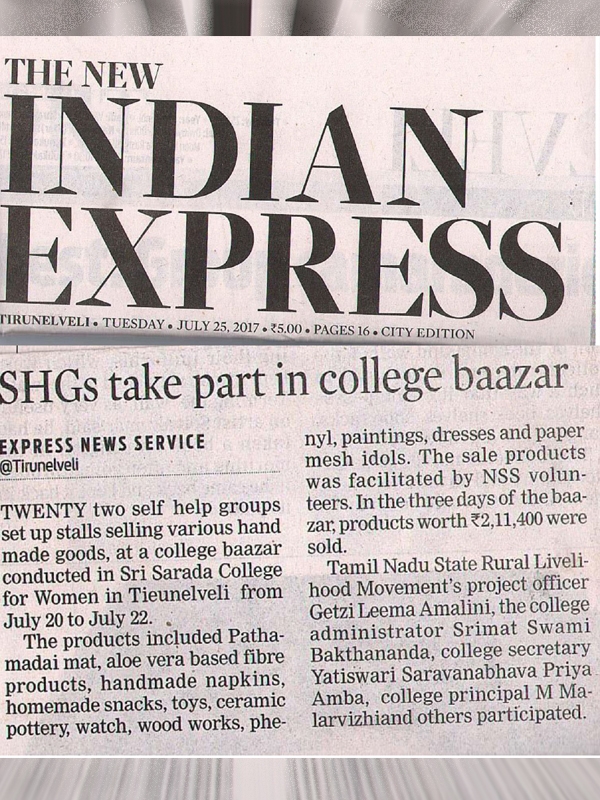 THE NEW
INDIAN
EXPRESS
TIRUNELVELI • TUESDAY • JULY 25, 2017 • ₹5.00 • PAGES 16 • CITY EDITION
SHGs take part in college baazar
EXPRESS NEWS SERVICE
@Tirunelveli
TWENTY two self help groups
set up stalls selling various hand
made goods, at a college baazar
conducted in Sri Sarada College
for Women in Tieunelveli from
July 20 to July 22.
The products included Patha-
madai mat, aloe vera based fibre
products, handmade napkins,
homemade snacks, toys, ceramic
pottery, watch, wood works, phe-
nyl, paintings, dresses and paper
mesh idols. The sale products
was facilitated by NSS volun-
teers. In the three days of the baa-
zar, products worth ₹2,11,400 were
sold.
Tamil Nadu State Rural Liveli-
hood Movement's project officer
Getzi Leema Amalini, the college
administrator Srimat Swami
Bakthananda, college secretary
Yatiswari Saravanabhava Priya
Amba, college principal M Ma-
larvizhiand others participated.